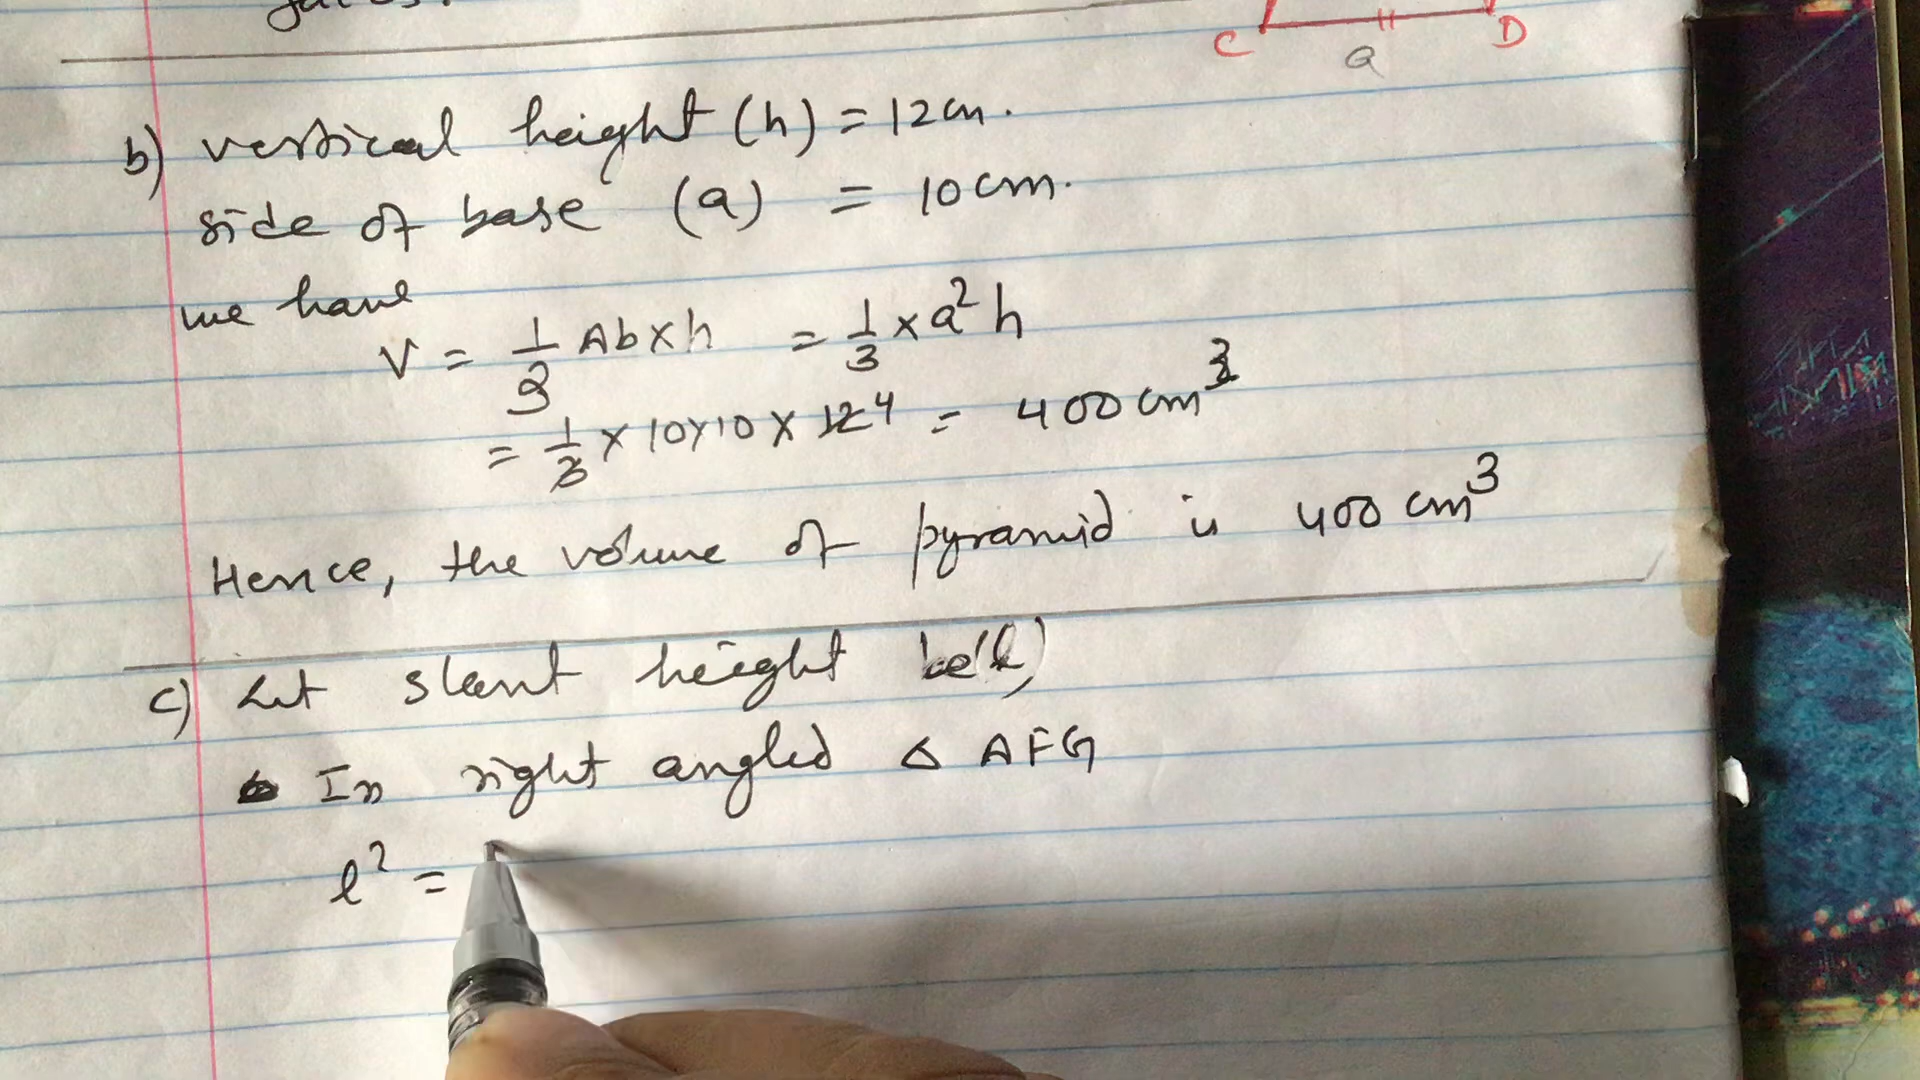 C a D
b) vertical height (h) = 12cm.
side of base (a) = 10cm.
we have
V = 1/3 Ab×h = 1/3 × a² h
= 1/3 × 10×10×12 4 = 400 cm³
Hence, the volume of pyramid is 400 cm³
c) Let slant height be(l)
In right angled Δ AFG
l² =